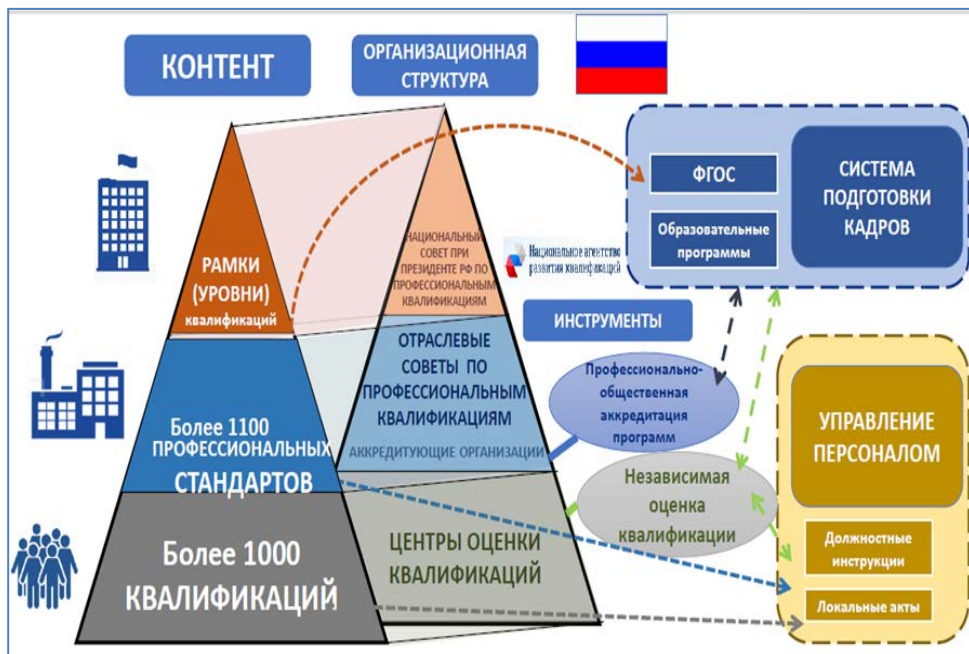 КОНТЕНТ
ОРГАНИЗАЦИОННАЯ
СТРУКТУРА
РАМКИ
(УРОВНИ)
квалификаций
Более 1100
ПРОФЕССИОНАЛЬНЫХ
СТАНДАРТОВ
Более 1000
КВАЛИФИКАЦИЙ
НАЦИОНАЛЬНЫЙ
СОВЕТ ПРИ
ПРЕЗИДЕНТЕ РФ ПО
ПРОФЕССИОНАЛЬНЫМ
КВАЛИФИКАЦИЯМ
ОТРАСЛЕВЫЕ
СОВЕТЫ ПО
ПРОФЕССИОНАЛЬНЫМ
КВАЛИФИКАЦИЯМ
АККРЕДИТУЮЩИЕ ОРГАНИЗАЦИИ
ЦЕНТРЫ ОЦЕНКИ
КВАЛИФИКАЦИЙ
Национальное агентство
развития квалификаций
ИНСТРУМЕНТЫ
Профессионально-
общественная
аккредитация
программ
Независимая
оценка
квалификации
ФГОС
Образовательные
программы
СИСТЕМА
ПОДГОТОВКИ
КАДРОВ
УПРАВЛЕНИЕ
ПЕРСОНАЛОМ
Должностные
инструкции
Локальные акты